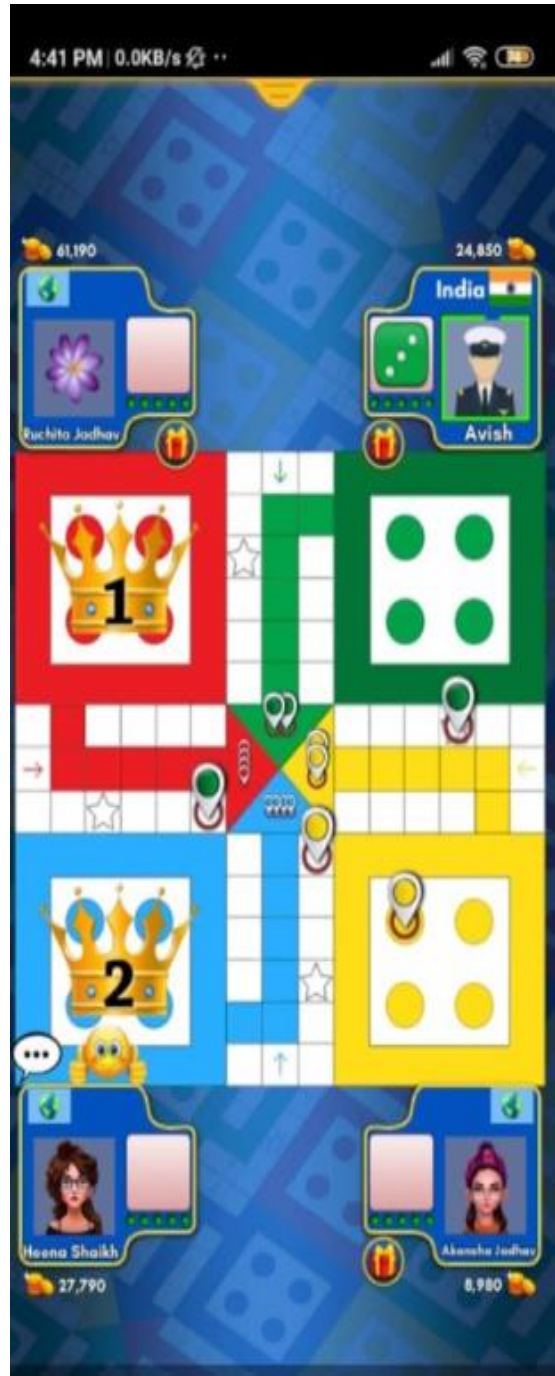 4:41 PM 0.0KB/s
74
61,190
24,850
India
Ruchita Jadhav
Avish
1
2
Heena Shaikh
Akansha Jadhav
27,790
8,980